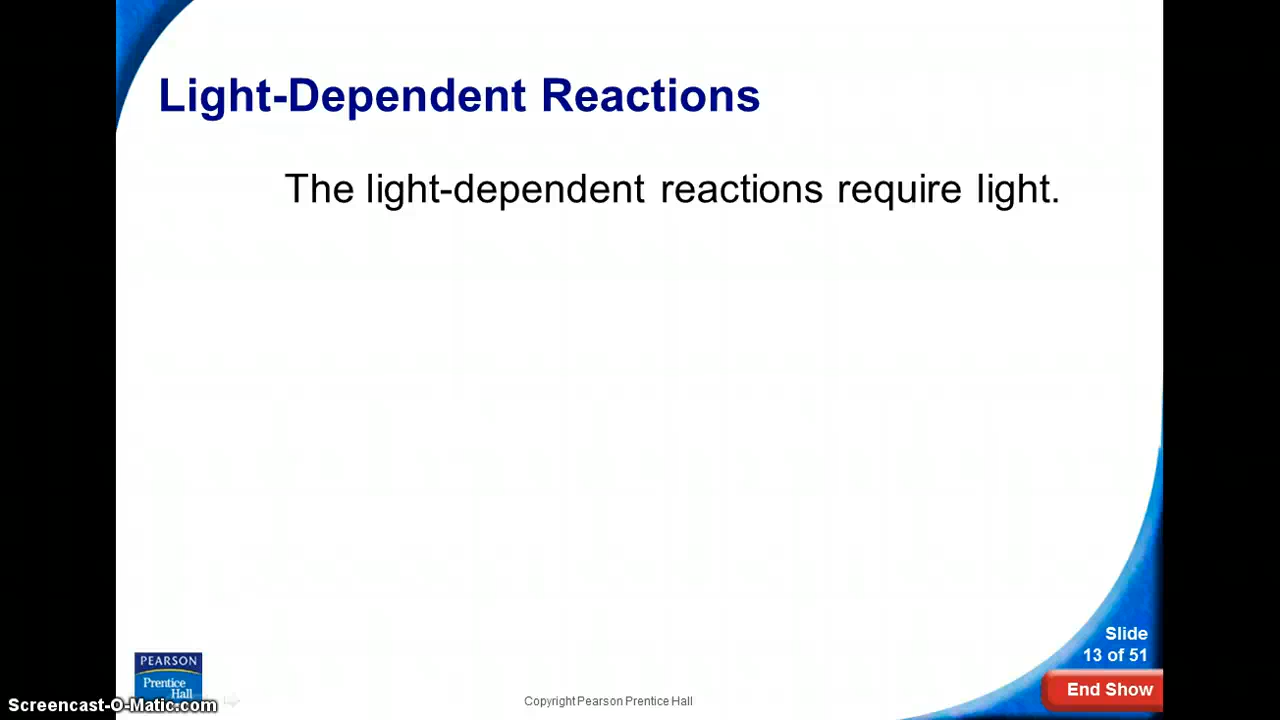 Light-Dependent Reactions
The light-dependent reactions require light.
Slide
13 of 51
End Show
PEARSON
Prentice
Hall
Copyright Pearson Prentice Hall
Screencast-O-Matic.com